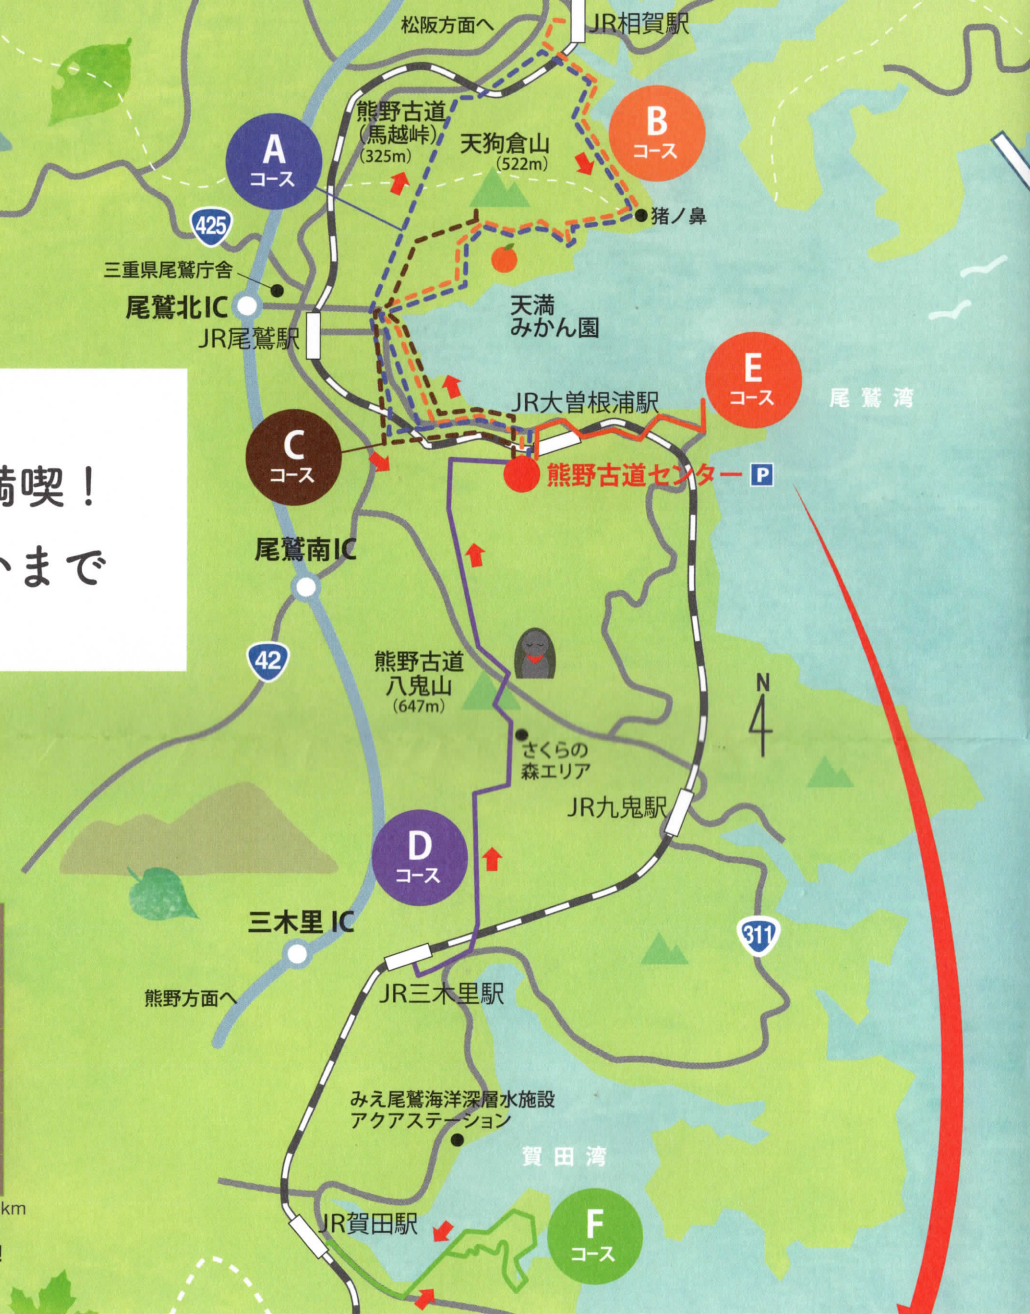 松阪方面へ
JR相賀駅
熊野古道
(馬越峠)
(325m)
天狗倉山
(522m)
B
コース
A
コース
425
猪ノ鼻
三重県尾鷲庁舎
尾鷲北IC
JR尾鷲駅
天満
みかん園
E
コース
尾鷲湾
JR大曽根浦駅
C
コース
熊野古道センター P
満喫！
いまで
尾鷲南IC
42
熊野古道
八鬼山
(647m)
N
さくらの
森エリア
JR九鬼駅
D
コース
三木里 IC
311
熊野方面へ
JR三木里駅
みえ尾鷲海洋深層水施設
アクアステーション
賀田湾
km
!
JR賀田駅
F
コース